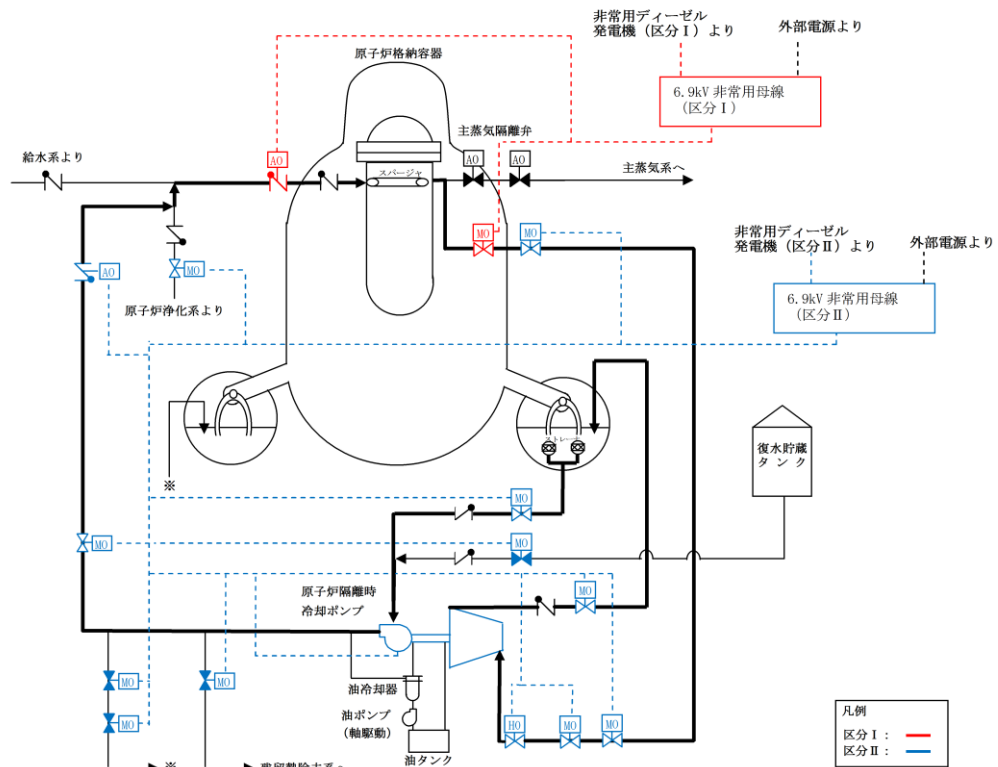 非常用ディーゼル
発電機（区分Ⅰ）より
外部電源より
原子炉格納容器
6.9kV 非常用母線
（区分Ⅰ）
主蒸気隔離弁
給水系より
AO
AO
AO
スパージャ
主蒸気系へ
MO
MO
非常用ディーゼル
発電機（区分Ⅱ）より
外部電源より
AO
MO
6.9kV 非常用母線
（区分Ⅱ）
原子炉浄化系より
ストレーナ
復水貯蔵
タンク
※
MO
MO
MO
原子炉隔離時
冷却ポンプ
MO
MO
MO
油冷却器
油ポンプ
（軸駆動）
油タンク
MO
HO
MO
MO
凡例
区分Ⅰ：
区分Ⅱ：
※
残留熱除去系へ